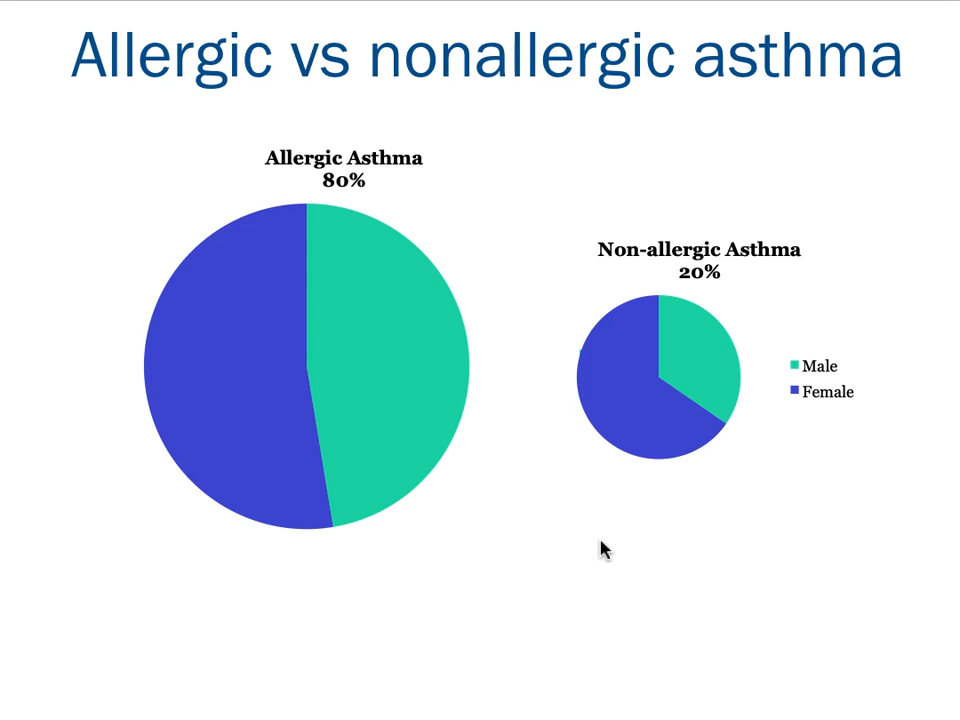 Allergic vs nonallergic asthma
Allergic Asthma
80%
Non-allergic Asthma
20%
Male
Female